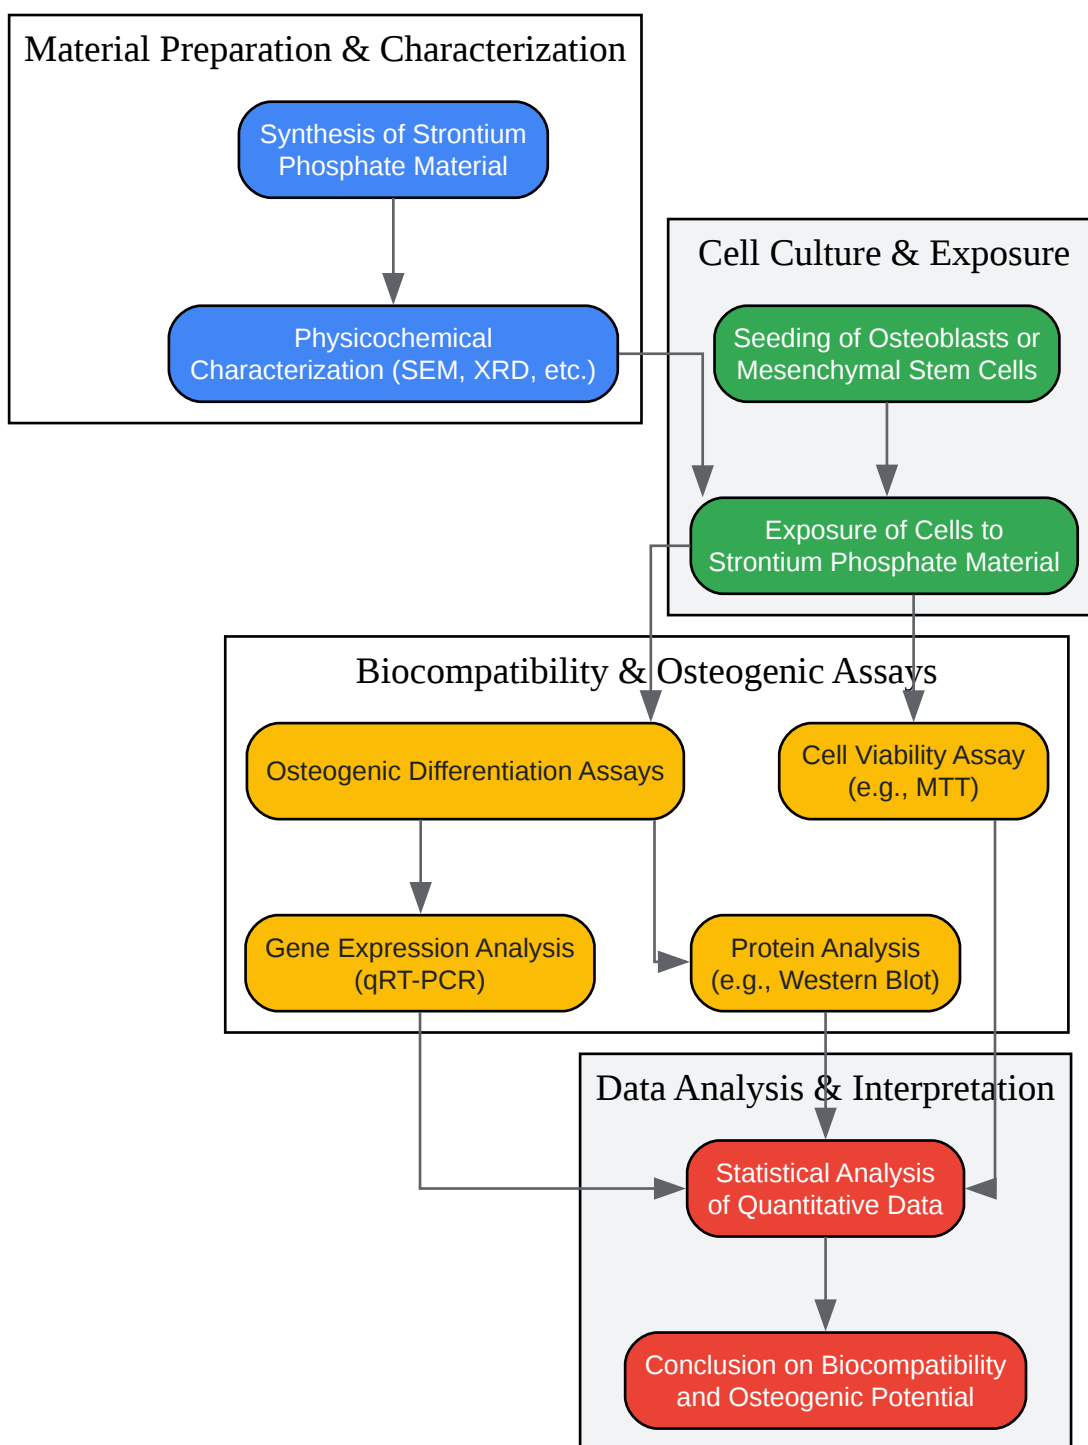 Material Preparation & Characterization
Synthesis of Strontium
Phosphate Material
Physicochemical
Characterization (SEM, XRD, etc.)
Cell Culture & Exposure
Seeding of Osteoblasts or
Mesenchymal Stem Cells
Exposure of Cells to
Strontium Phosphate Material
Biocompatibility & Osteogenic Assays
Osteogenic Differentiation Assays
Cell Viability Assay
(e.g., MTT)
Gene Expression Analysis
(qRT-PCR)
Protein Analysis
(e.g., Western Blot)
Data Analysis & Interpretation
Statistical Analysis
of Quantitative Data
Conclusion on Biocompatibility
and Osteogenic Potential